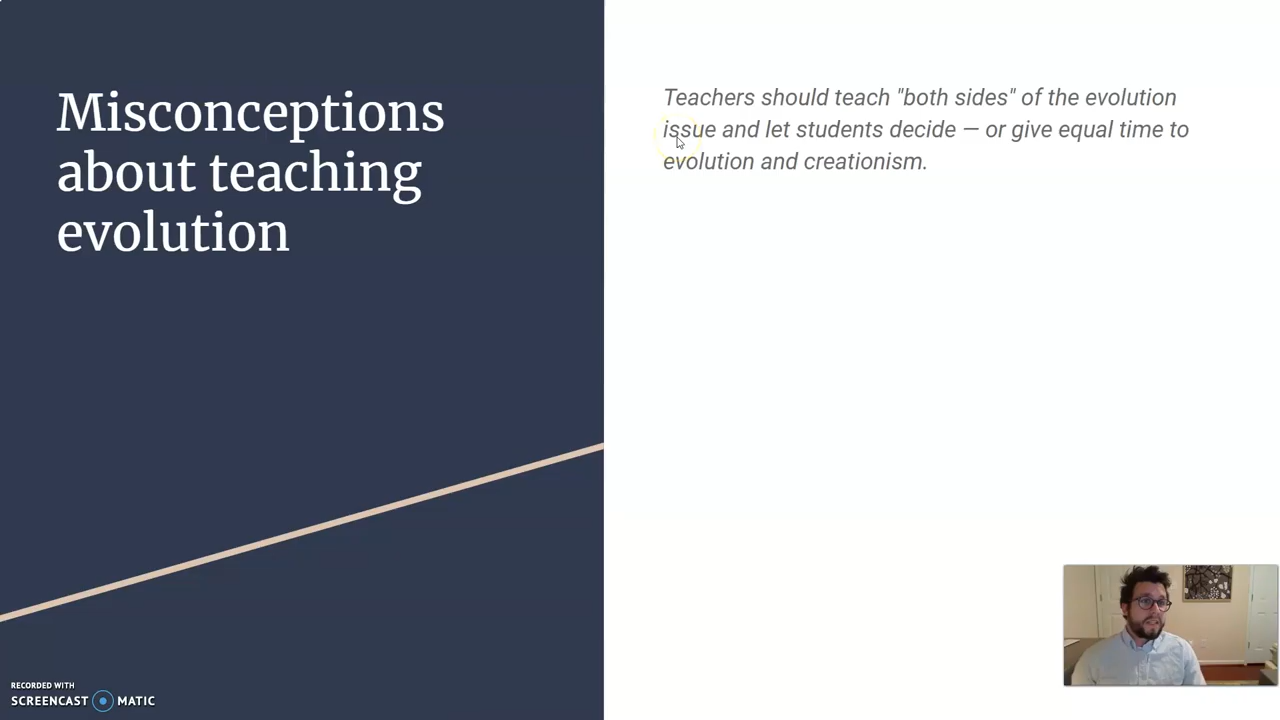 Misconceptions
about teaching
evolution
Teachers should teach "both sides" of the evolution
issue and let students decide — or give equal time to
evolution and creationism.
RECORDED WITH
SCREENCAST MATIC